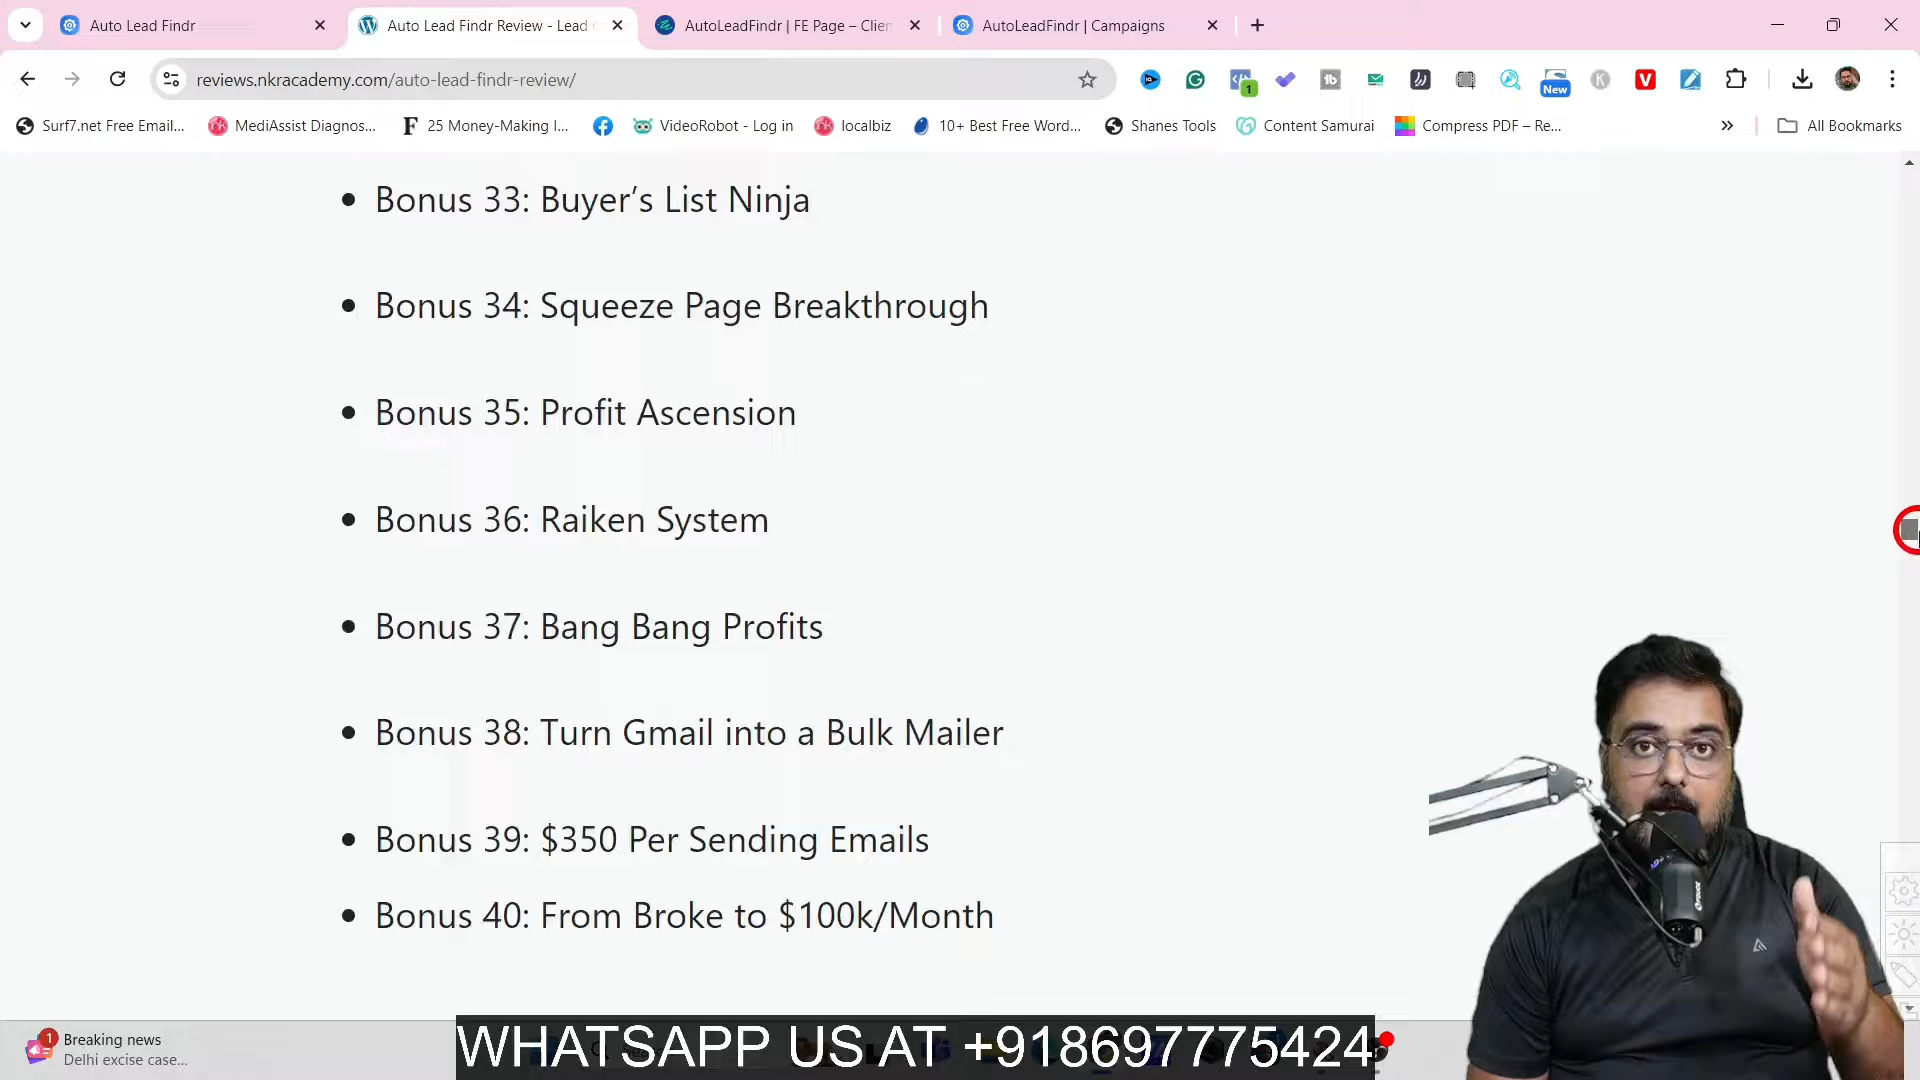 Auto Lead Findr
Auto Lead Findr Review - Lead
AutoLeadFindr | FE Page – Clien
AutoLeadFindr | Campaigns
reviews.nkracademy.com/auto-lead-findr-review/
1
New
Surf7.net Free Email...
MediAssist Diagnos...
25 Money-Making I...
VideoRobot - Log in
localbiz
10+ Best Free Word...
Shanes Tools
Content Samurai
Compress PDF – Re...
All Bookmarks
• Bonus 33: Buyer’s List Ninja
• Bonus 34: Squeeze Page Breakthrough
• Bonus 35: Profit Ascension
• Bonus 36: Raiken System
• Bonus 37: Bang Bang Profits
• Bonus 38: Turn Gmail into a Bulk Mailer
• Bonus 39: $350 Per Sending Emails
• Bonus 40: From Broke to $100k/Month
1
Breaking news
Delhi excise case...
WHATSAPP US AT +918697775424